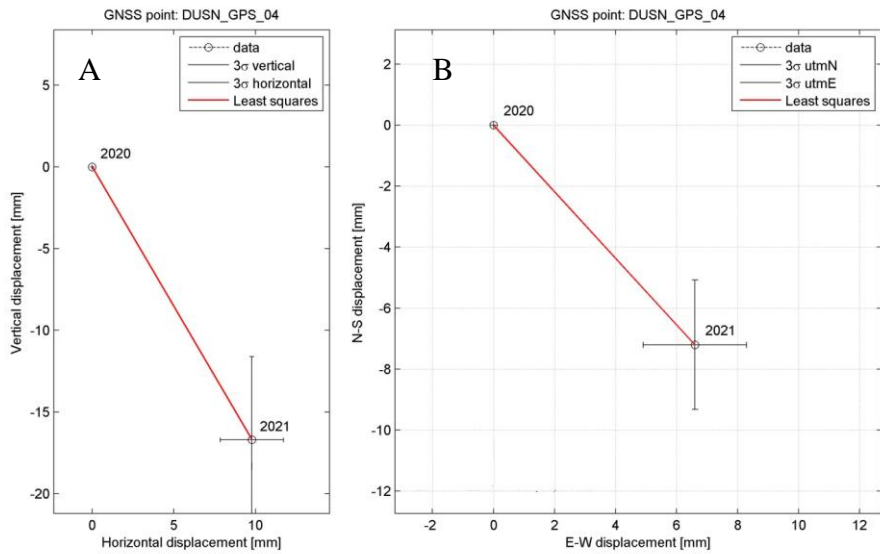 GNSS point: DUSN_GPS_04
A
data
3σ vertical
3σ horizontal
Least squares
5
0
-5
-10
-15
-20
2020
2021
0
5
10
Vertical displacement [mm]
Horizontal displacement [mm]
GNSS point: DUSN_GPS_04
B
data
3σ utmN
3σ utmE
Least squares
2
0
-2
-4
-6
-8
-10
-12
2020
2021
-2
0
2
4
6
8
10
12
N-S displacement [mm]
E-W displacement [mm]